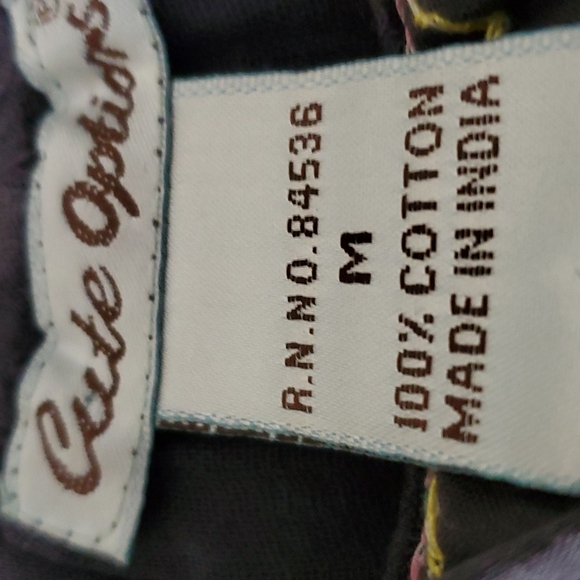 Cute Options
R.N.NO.84536
M
100% COTTON
MADE IN INDIA